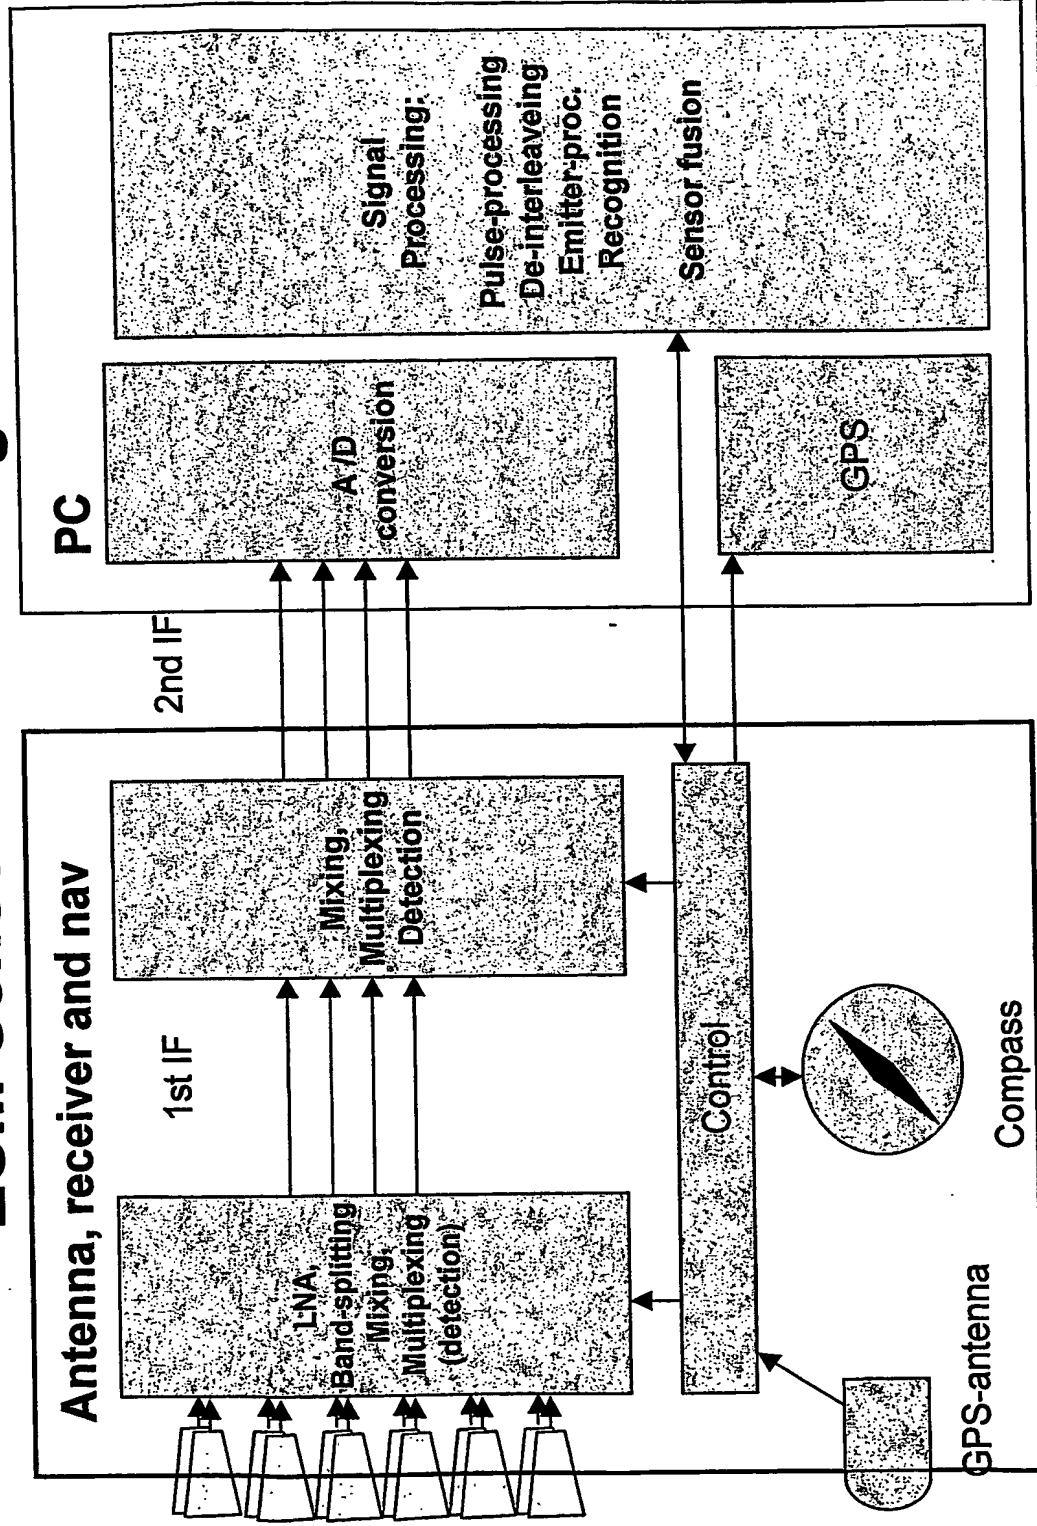 Antenna, receiver and nav
PC
LNA,
Band-splitting
Mixing,
Multiplexing
(detection)
1st IF
Mixing,
Multiplexing
Detection
2nd IF
A /D
conversion
Signal
Processing:
Pulse-processing
De-interleaveing
Emitter-proc.
Recognition
Sensor fusion
Control
GPS
Compass
GPS-antenna